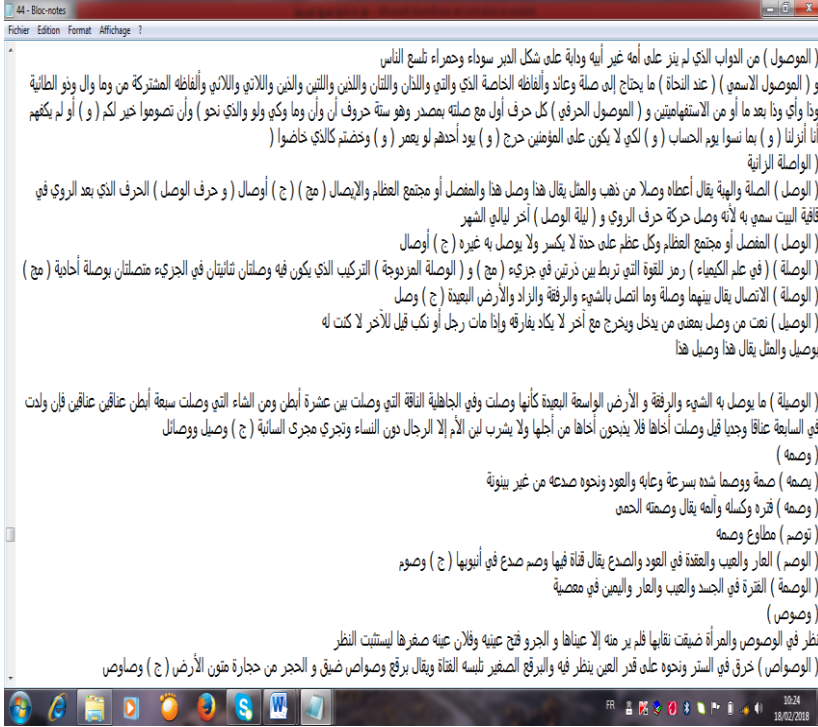 44 - Bloc-notes
Fichier Edition Format Affichage ?
( الموصول ) من الدواب الذي لم ينز على أمه غير أبيه ودابة على شكل الدبر سوداء وحمراء تلسع الناس
و ( الموصول الاسمي ) ( عند النحاة ) ما يحتاج إلى صلة وعائد وألفاظه الخاصة الذي والتي واللذان واللتان واللذين واللتين والذين واللاتي واللائي وألفاظه المشتركة من وما وال وذو الطائية
وذا وأي وذا بعد ما أو من الاستفهاميتين و ( الموصول الحرفي ) كل حرف أول مع صلته بمصدر وهو ستة حروف أن وأن وما وكي ولو والذي نحو ) وأن تصوموا خير لكم ( و ) أو لم يكفهم
أنا أنزلنا ( و ) بما نسوا يوم الحساب ( و ) لكي لا يكون على المؤمنين حرج ( و ) يود أحدهم لو يعمر ( و ) وخضتم كالذي خاضوا (
( الواصلة الزانية
( الوصل ) الصلة والهبة يقال أعطاه وصلا من ذهب والمثل يقال هذا وصل هذا والمفصل أو مجتمع العظام والإيصال ( مج ) ( ج ) أوصال ( و حرف الوصل ) الحرف الذي بعد الروي في
قافية البيت سمي به لأنه وصل حركة حرف الروي و ( ليلة الوصل ) آخر ليالي الشهر
( الوصل ) المفصل أو مجتمع العظام وكل عظم على حدة لا يكسر ولا يوصل به غيره ( ج ) أوصال
( الوصلة ) ( في علم الكيمياء ) رمز للقوة التي تربط بين ذرتين في جزيء ( مج ) و ( الوصلة المزدوجة ) التركيب الذي يكون فيه وصلتان ثنائيتان في الجزيء متصلتان بوصلة أحادية ( مج )
( الوصلة ) الاتصال يقال بينهما وصلة وما اتصل بالشيء والرفقة والزاد والأرض البعيدة ( ج ) وصل
( الوصيل ) نعت من وصل بمعنى من يدخل ويخرج مع آخر لا يكاد يفارقه وإذا مات رجل أو نكب قيل للآخر لا كنت له
بوصيل والمثل يقال هذا وصيل هذا
( الوصيلة ) ما يوصل به الشيء والرفقة و الأرض الواسعة البعيدة كأنها وصلت وفي الجاهلية الناقة التي وصلت بين عشرة أبطن ومن الشاء التي وصلت سبعة أبطن عناقين عناقين فإن ولدت
في السابعة عناقا وجديا قيل وصلت أخاها فلا يذبحون أخاها من أجلها ولا يشرب لبن الأم إلا الرجال دون النساء وتجري مجرى السائبة ( ج ) وصيل ووصائل
( وصمه )
( يصمه ) صمة ووصما شده بسرعة وعابه والعود ونحوه صدعه من غير بينونة
( وصمه ) فتره وكسله وآلمه يقال وصمته الحمى
( توصم ) مطاوع وصمه
( الوصم ) العار والعيب والعقدة في العود والصدع يقال قناة فيها وصم صدع في أنبوبها ( ج ) وصوم
( الوصمة ) الفترة في الجسد والعيب والعار واليمين في معصية
( وصوص )
نظر في الوصوص والمرأة ضيقت نقابها فلم ير منه إلا عيناها و الجرو فتح عينيه وفلان عينه صغرها ليستثبت النظر
( الوصواص ) خرق في الستر ونحوه على قدر العين ينظر فيه والبرقع الصغير تلبسه الفتاة ويقال برقع وصواص ضيق و الحجر من حجارة متون الأرض ( ج ) وصاوص
FR
10:24
18/02/2018